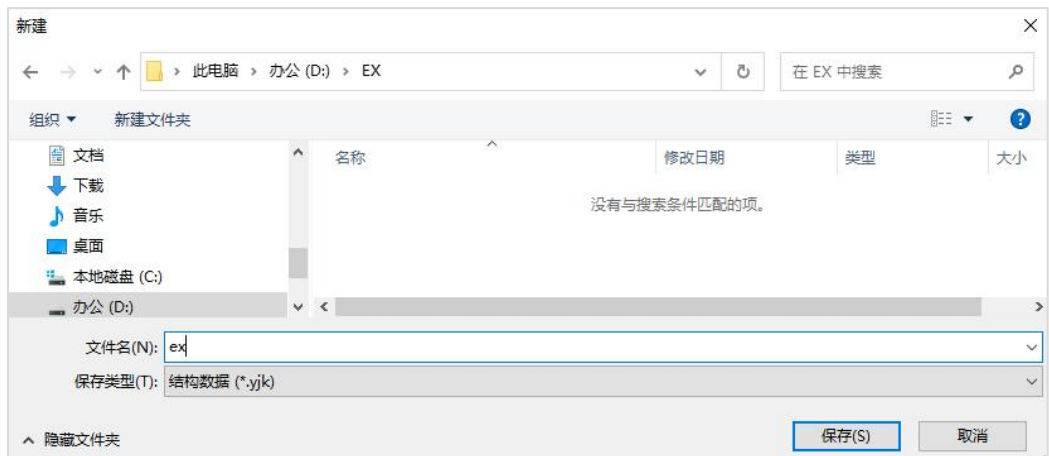 新建
此电脑 › 办公 (D:) › EX
在 EX 中搜索
组织 新建文件夹
名称 修改日期 类型 大小
文档
下载
没有与搜索条件匹配的项。
音乐
桌面
本地磁盘 (C:)
办公 (D:)
文件名(N): ex
保存类型(T): 结构数据 (*.yjk)
隐藏文件夹 保存(S) 取消